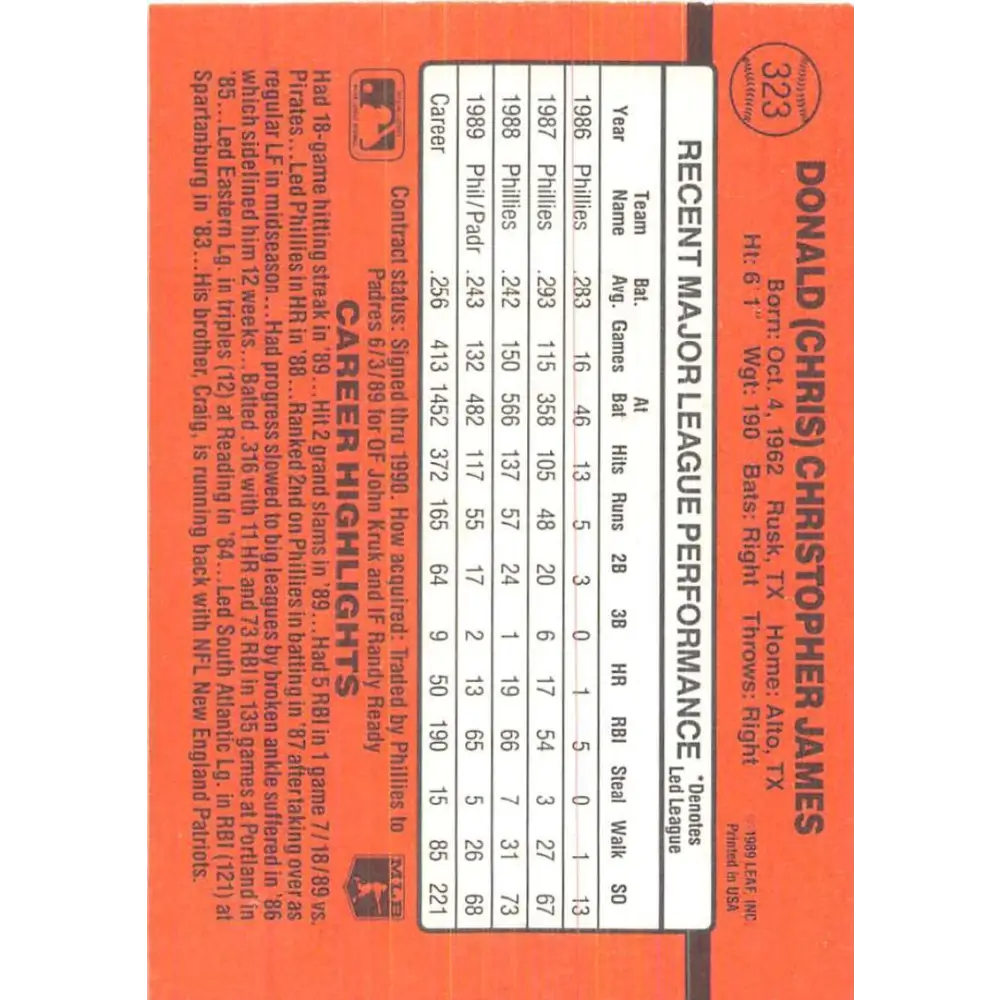 323
DONALD (CHRIS) CHRISTOPHER JAMES
Born: Oct. 4, 1962 Rusk, TX Home: Alto, TX
Ht: 6'1" Wgt: 190 Bats: Right Throws: Right
©1989 LEAF, INC.
Printed in USA
RECENT MAJOR LEAGUE PERFORMANCE *Denotes Led League
Year Team Name Bat. Avg. Games At Bat Hits Runs 2B 3B HR RBI Steal Walk SO
1986 Phillies .283 16 46 13 5 3 0 1 5 0 1 13
1987 Phillies .293 115 358 105 48 20 6 17 54 3 27 67
1988 Phillies .242 150 566 137 57 24 1 19 66 7 31 73
1989 Phil/Padr .243 132 482 117 55 17 2 13 65 5 26 68
Career .256 413 1452 372 165 64 9 50 190 15 85 221
Contract status: Signed thru 1990. How acquired: Traded by Phillies to
Padres 6/3/89 for OF John Kruk and IF Randy Ready
MLB
CAREER HIGHLIGHTS
Had 18-game hitting streak in '89...Hit 2 grand slams in '89...Had 5 RBI in 1 game 7/18/89 vs.
Pirates...Led Phillies in HR in '88...Ranked 2nd on Phillies in batting in '87 after taking over as
regular LF in midseason...Had progress slowed to big leagues by broken ankle suffered in '86
which sidelined him 12 weeks...Batted .316 with 11 HR and 73 RBI in 135 games at Portland in
'85...Led Eastern Lg. in triples (12) at Reading in '84...Led South Atlantic Lg. in RBI (121) at
Spartanburg in '83...His brother, Craig, is running back with NFL New England Patriots.